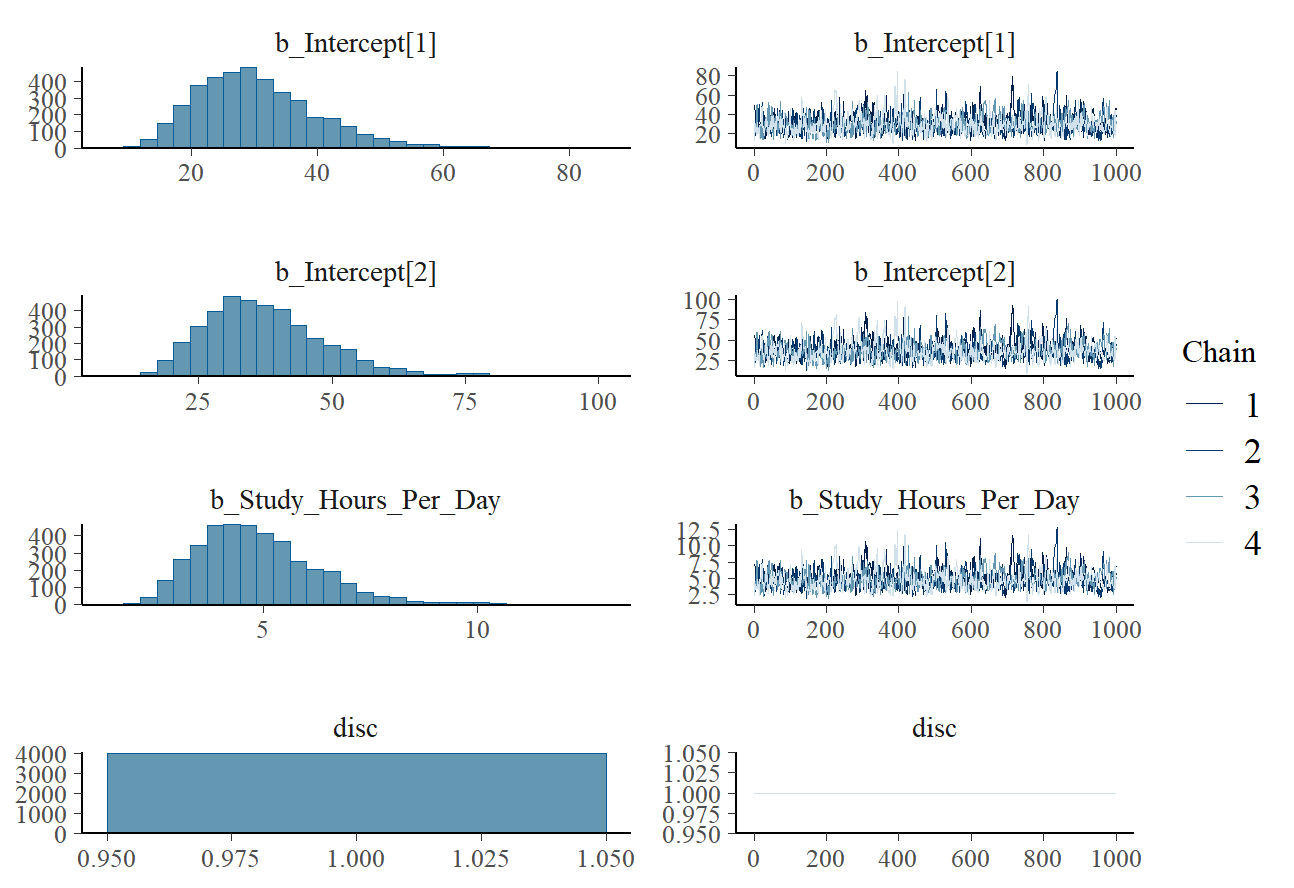 b_Intercept[1]
400
300
200
100
0
20 40 60 80
b_Intercept[1]
80
60
40
20
0 200 400 600 800 1000
b_Intercept[2]
400
300
200
100
0
25 50 75 100
b_Intercept[2]
100
75
50
25
0 200 400 600 800 1000
b_Study_Hours_Per_Day
400
300
200
100
0
5 10
b_Study_Hours_Per_Day
12.5
10.0
7.5
5.0
2.5
0 200 400 600 800 1000
disc
4000
3000
2000
1000
0
0.950 0.975 1.000 1.025 1.050
disc
1.050
1.025
1.000
0.975
0.950
0 200 400 600 800 1000
Chain
1
2
3
4